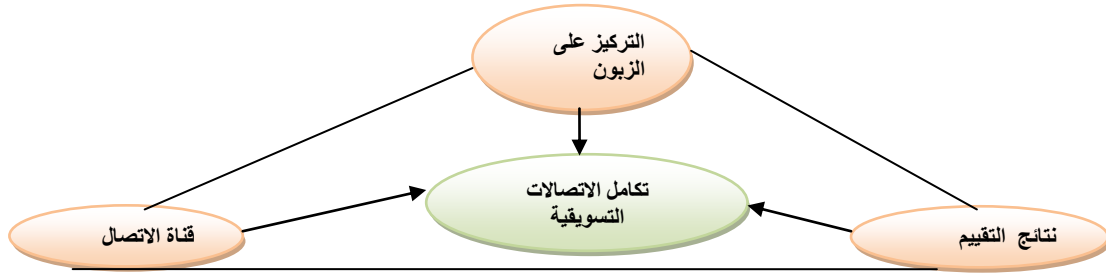 التركيز على
الزبون
تكامل الاتصالات
التسويقية
نتائج التقييم
قناة الاتصال